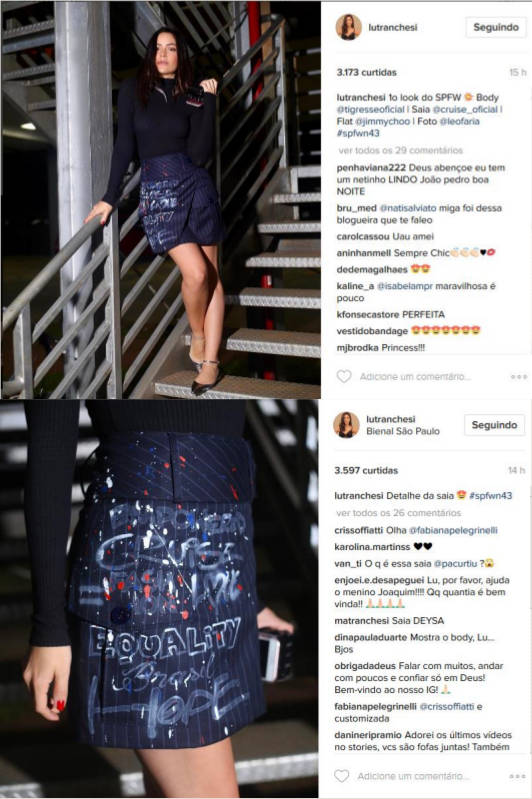 lutranchesi
Seguindo
3.173 curtidas
15 h
lutranchesi 1o look do SPFW 🌸 Body
@tigresseoficial | Saia @cruise_oficial |
Flat @jimmychoo | Foto @leofaria
#spfwn43
ver todos os 29 comentários
penhaviana222 Deus abençoe eu tem
um netinho LINDO João pedro boa
NOITE
bru_med @natisalviato miga foi dessa
blogueira que te faleo
carolcassou Uau amei
aninhanmell Sempre Chic👏🏻👏🏻👏🏻♥💋
dedemagalhaes 😍😍
kaline_a @isabelampr maravilhosa é
pouco
kfonsecastore PERFEITA
vestidobandage 😍😍😍😍😍😍😍
mjbrodka Princess!!!
Adicione um comentário...
lutranchesi
Bienal São Paulo
Seguindo
3.597 curtidas
14 h
lutranchesi Detalhe da saia 😍 #spfwn43
ver todos os 26 comentários
crissoffiatti Olha @fabianapelegrinelli
karolina.martinss ♥♥
van_ti O q é essa saia @pacurtiu ?😱
enjoei.e.desapeguei Lu, por favor, ajuda
o menino Joaquim!!!! Qq quantia é bem
vinda!! 🙏🏻🙏🏻🙏🏻🙏🏻
matranchesi Saia DEYSA
dinapauladuarte Mostra o body, Lu...
Bjos
obrigadadeus Falar com muitos, andar
com poucos e confiar só em Deus!
Bem-vindo ao nosso IG! 🙏🏻
fabianapelegrinelli @crissoffiatti e
customizada
danineripramio Adorei os últimos vídeos
no stories, vcs são fofas juntas! Também
Adicione um comentário...
CRUISE
EQUALITY
Brasil
HOPE